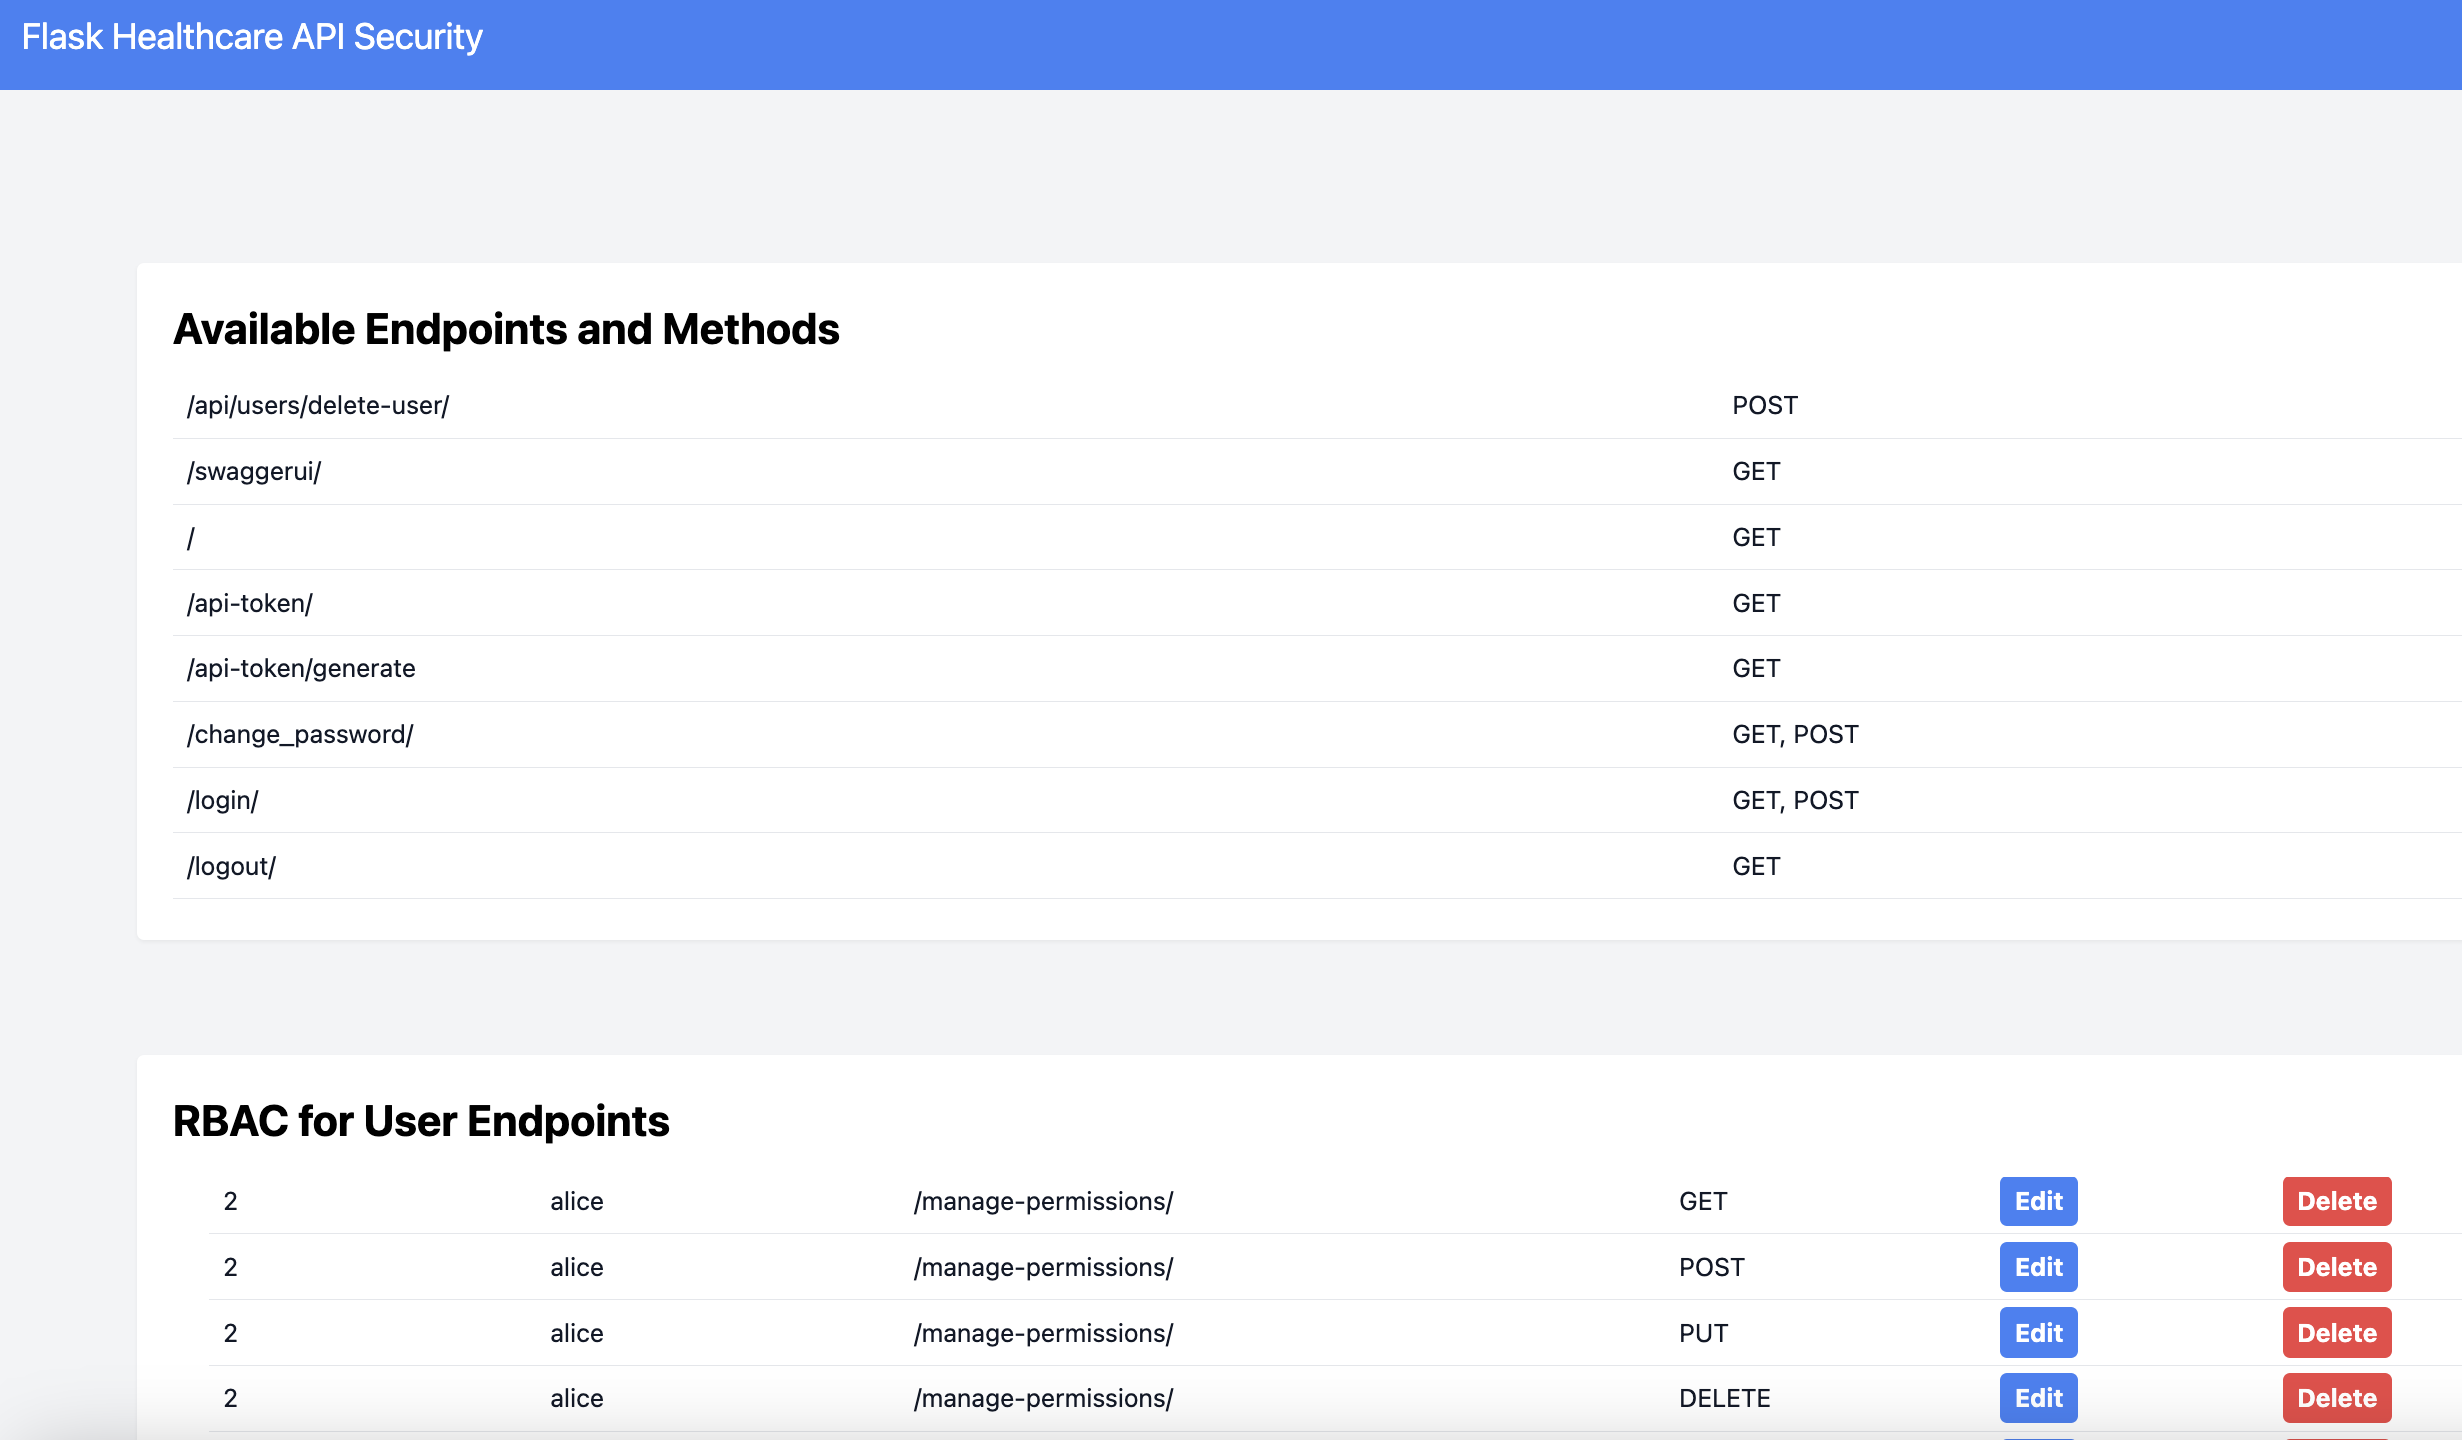 Flask Healthcare API Security
Available Endpoints and Methods
/api/users/delete-user/ POST
/swaggerui/ GET
/ GET
/api-token/ GET
/api-token/generate GET
/change_password/ GET, POST
/login/ GET, POST
/logout/ GET
RBAC for User Endpoints
2 alice /manage-permissions/ GET Edit Delete
2 alice /manage-permissions/ POST Edit Delete
2 alice /manage-permissions/ PUT Edit Delete
2 alice /manage-permissions/ DELETE Edit Delete